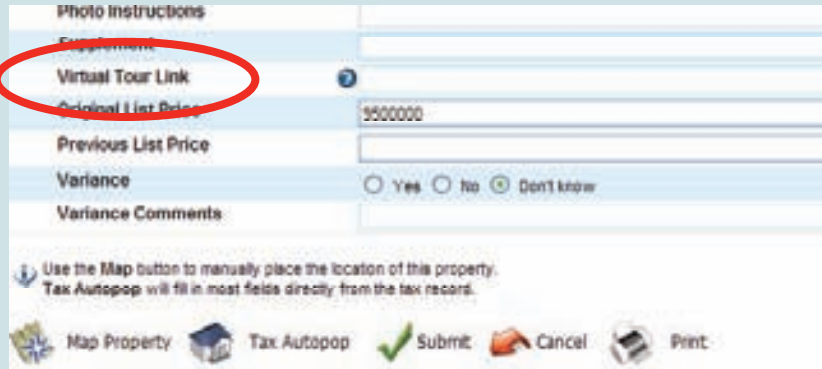 Photo Instructions
Supplement
Virtual Tour Link ?
Original List Price 9500000
Previous List Price
Variance Yes No Don't know
Variance Comments
i Use the Map button to manually place the location of this property.
Tax Autopop will fill in most fields directly from the tax record.
Map Property Tax Autopop Submit Cancel Print